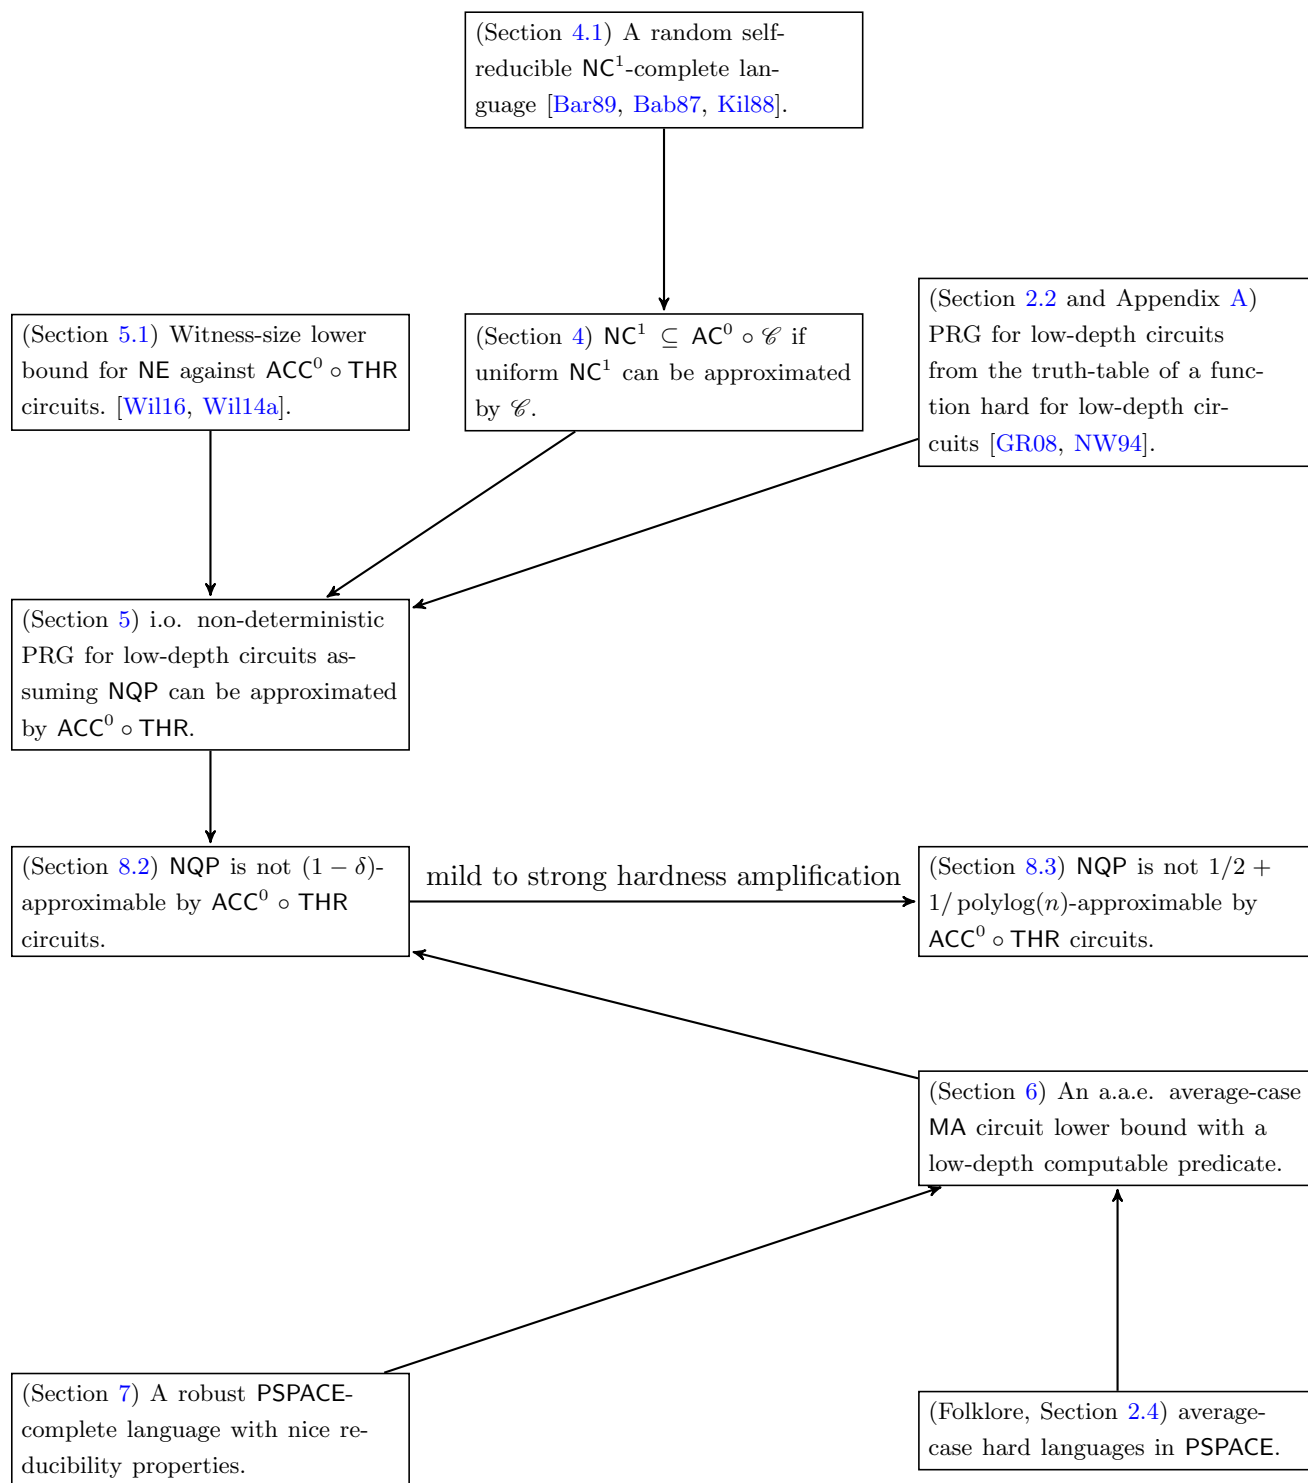 (Section 4.1) A random self-
reducible NC¹-complete lan-
guage [Bar89, Bab87, Kil88].
(Section 5.1) Witness-size lower
bound for NE against ACC⁰ ∘ THR
circuits. [Wil16, Wil14a].
(Section 4) NC¹ ⊆ AC⁰ ∘ 𝒞 if
uniform NC¹ can be approximated
by 𝒞.
(Section 2.2 and Appendix A)
PRG for low-depth circuits
from the truth-table of a func-
tion hard for low-depth cir-
cuits [GR08, NW94].
(Section 5) i.o. non-deterministic
PRG for low-depth circuits as-
suming NQP can be approximated
by ACC⁰ ∘ THR.
(Section 8.2) NQP is not (1 − δ)-
approximable by ACC⁰ ∘ THR
circuits.
mild to strong hardness amplification
(Section 8.3) NQP is not 1/2 +
1/ polylog(n)-approximable by
ACC⁰ ∘ THR circuits.
(Section 6) An a.a.e. average-case
MA circuit lower bound with a
low-depth computable predicate.
(Section 7) A robust PSPACE-
complete language with nice re-
ducibility properties.
(Folklore, Section 2.4) average-
case hard languages in PSPACE.